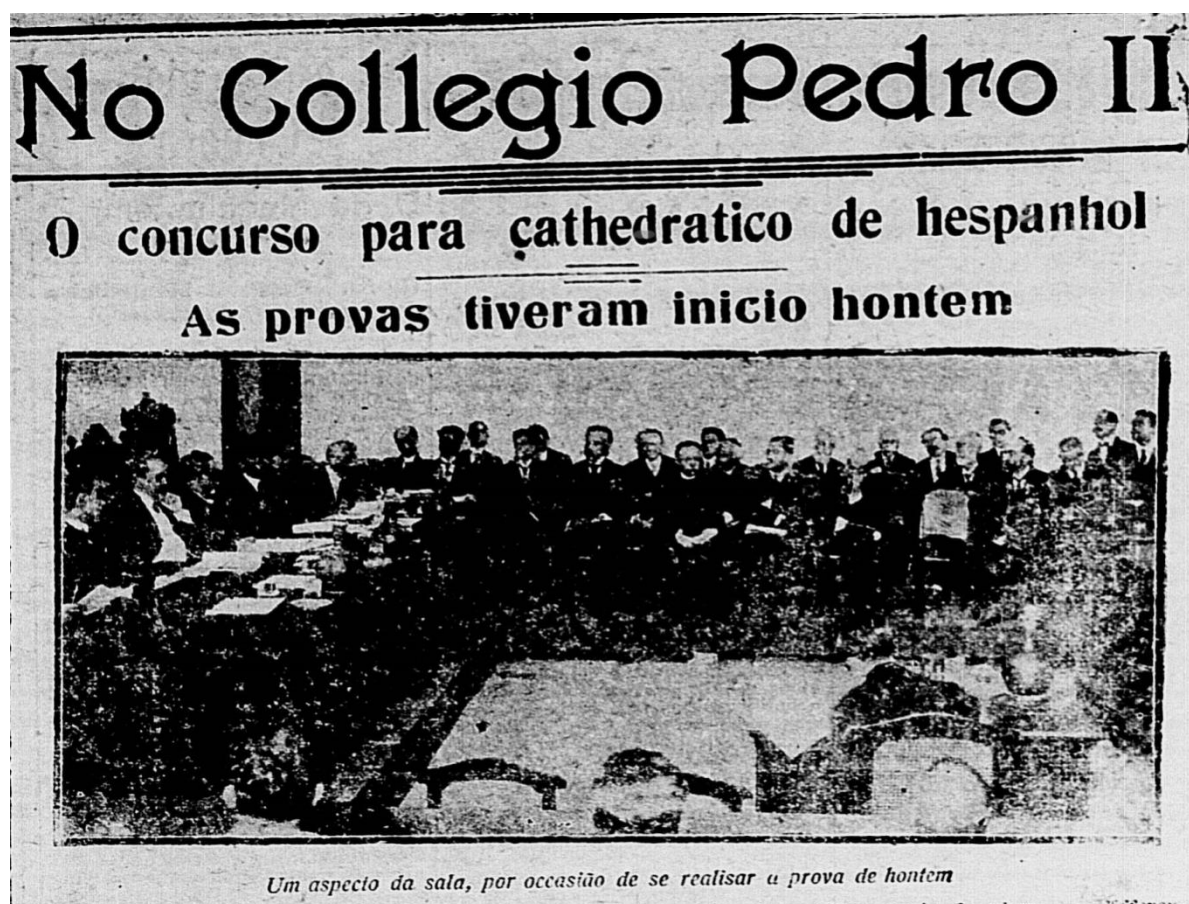 No Collegio Pedro II
O concurso para cathedratico de hespanhol
As provas tiveram inicio hontem
Um aspecto da sala, por occasião de se realisar a prova de hontem